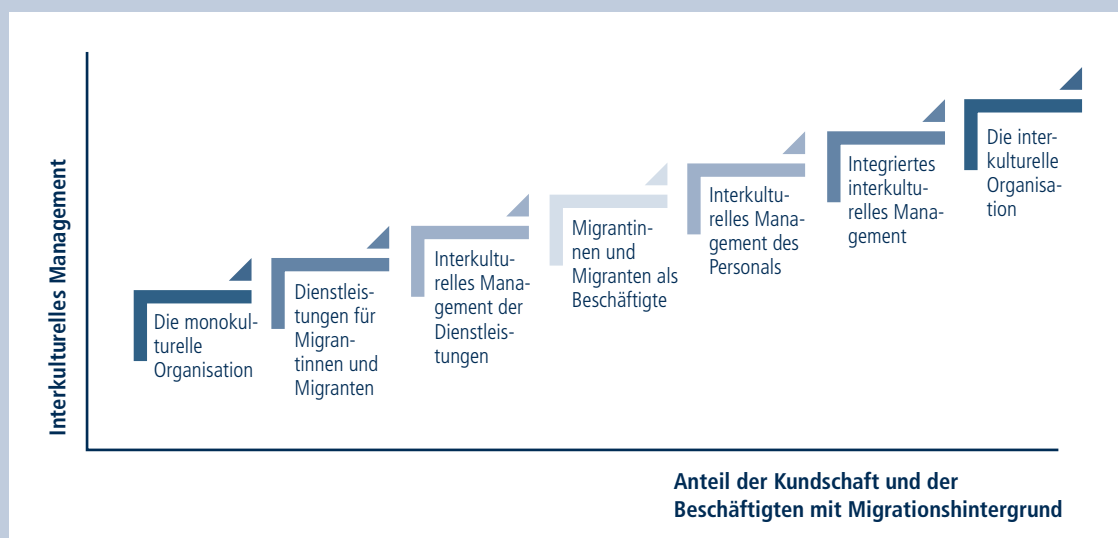 Interkulturelles Management
Die monokul-
turelle
Organisation
Dienstleis-
tungen für
Migran-
tinnen und
Migranten
Interkultu-
relles Mana-
gement der
Dienstleis-
tungen
Migrantin-
nen und
Migranten als
Beschäftigte
Interkultu-
relles Mana-
gement des
Personals
Integriertes
interkultu-
relles Mana-
gement
Die inter-
kulturelle
Organisa-
tion
Anteil der Kundschaft und der
Beschäftigten mit Migrationshintergrund